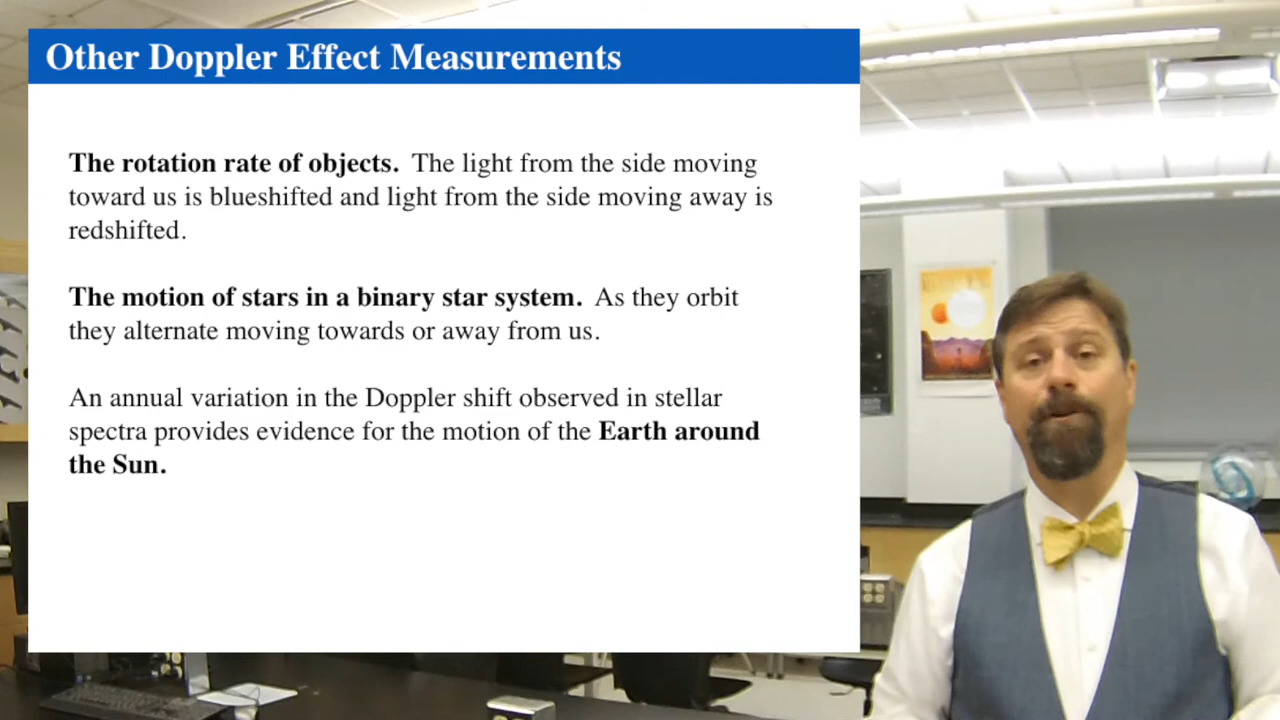 Other Doppler Effect Measurements
The rotation rate of objects. The light from the side moving
toward us is blueshifted and light from the side moving away is
redshifted.
The motion of stars in a binary star system. As they orbit
they alternate moving towards or away from us.
An annual variation in the Doppler shift observed in stellar
spectra provides evidence for the motion of the Earth around
the Sun.